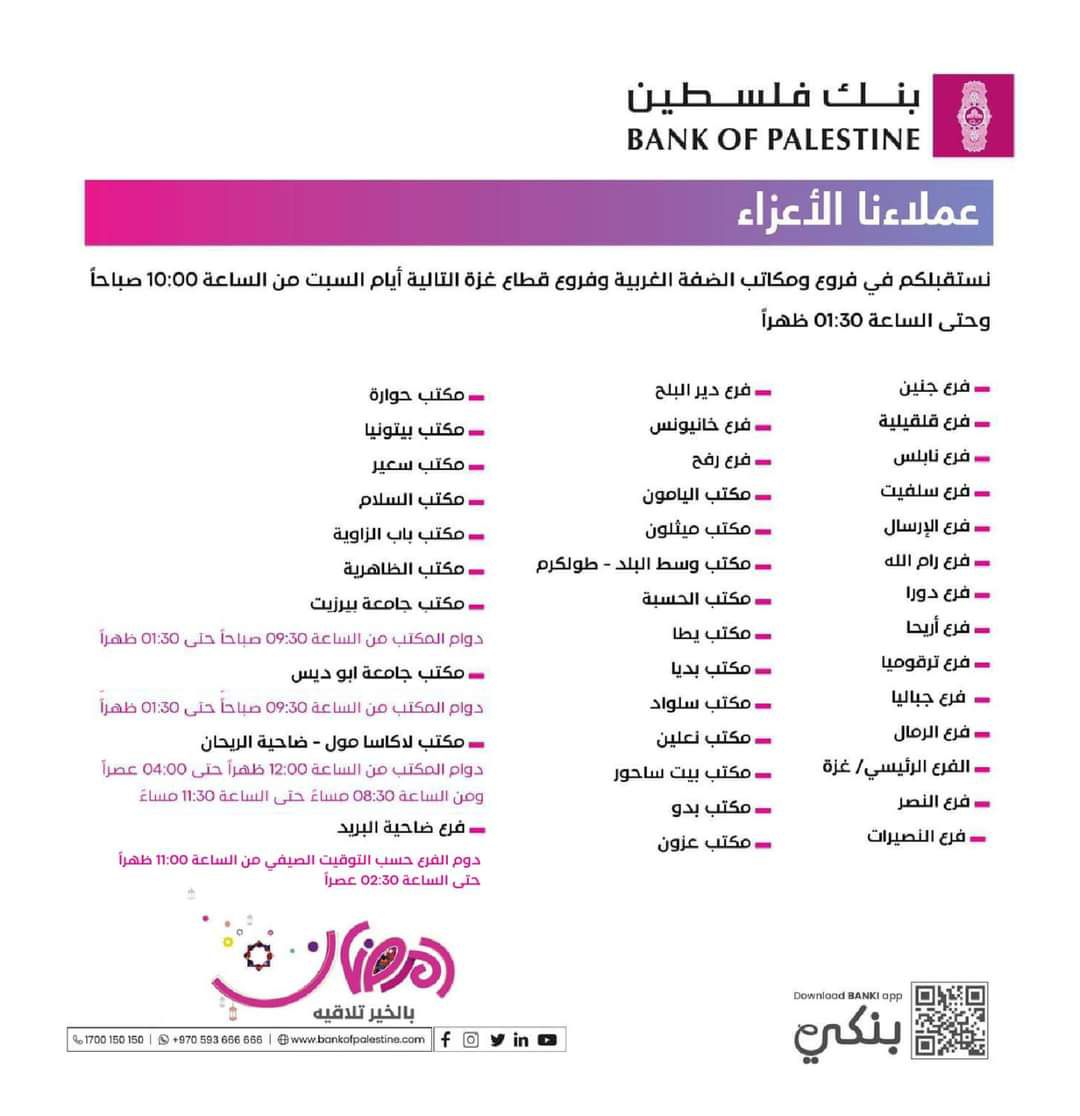 بنك فلسطين
BANK OF PALESTINE
عملاءنا الأعزاء
نستقبلكم في فروع ومكاتب الضفة الغربية وفروع قطاع غزة التالية أيام السبت من الساعة 10:00 صباحاً
وحتى الساعة 01:30 ظهراً
فرع جنين
فرع قلقيلية
فرع نابلس
فرع سلفيت
فرع الإرسال
فرع رام الله
فرع دورا
فرع أريحا
فرع ترقوميا
فرع جباليا
فرع الرمال
الفرع الرئيسي/ غزة
فرع النصر
فرع النصيرات
فرع دير البلح
فرع خانيونس
فرع رفح
مكتب اليامون
مكتب ميثلون
مكتب وسط البلد - طولكرم
مكتب الحسبة
مكتب يطا
مكتب بديا
مكتب سلواد
مكتب نعلين
مكتب بيت ساحور
مكتب بدو
مكتب عزون
مكتب حوارة
مكتب بيتونيا
مكتب سعير
مكتب السلام
مكتب باب الزاوية
مكتب الظاهرية
مكتب جامعة بيرزيت
دوام المكتب من الساعة 09:30 صباحاً حتى 01:30 ظهراً
مكتب جامعة ابو ديس
دوام المكتب من الساعة 09:30 صباحاً حتى 01:30 ظهراً
مكتب لاكاسا مول - ضاحية الريحان
دوام المكتب من الساعة 12:00 ظهراً حتى 04:00 عصراً
ومن الساعة 08:30 مساءً حتى الساعة 11:30 مساءً
فرع ضاحية البريد
دوم الفرع حسب التوقيت الصيفي من الساعة 11:00 ظهراً
حتى الساعة 02:30 عصراً
رمضان
بالخير تلاقيه
1700 150 150 | +970 593 666 666 | www.bankofpalestine.com
Download BANKI app
بنكي